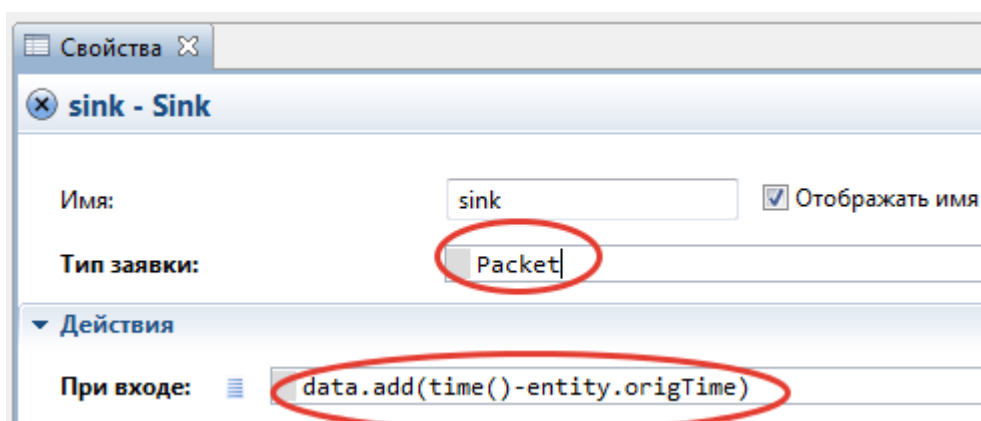 Свойства
sink - Sink
Имя: sink Отображать имя
Тип заявки: Packet
Действия
При входе: data.add(time()-entity.origTime)